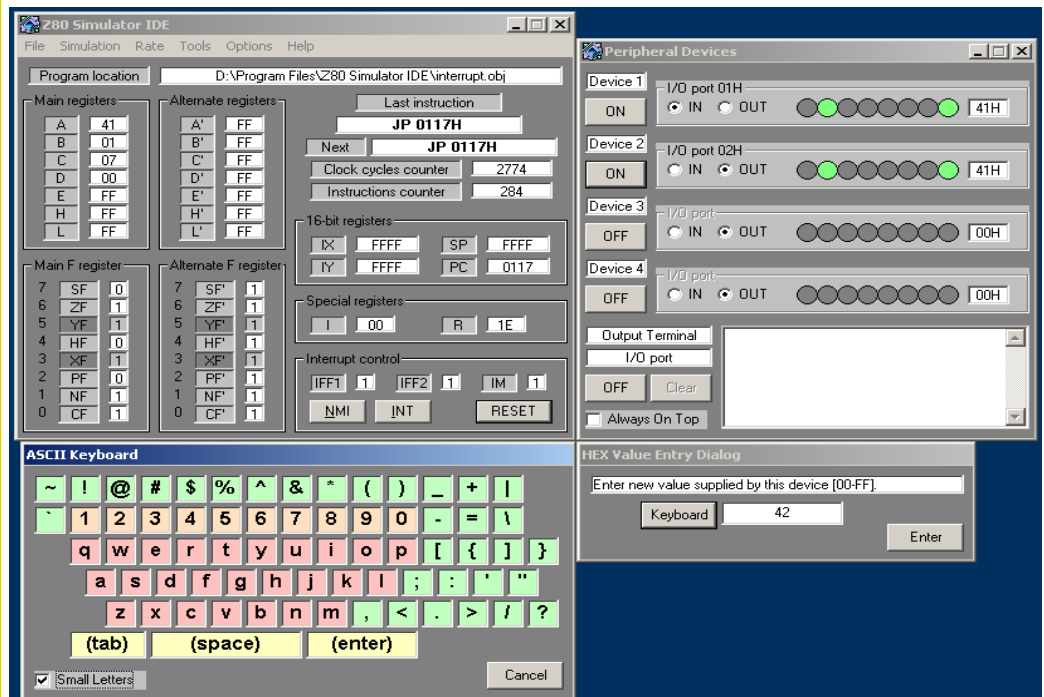 Z80 Simulator IDE
File Simulation Rate Tools Options Help
Program location D:\Program Files\Z80 Simulator IDE\interrupt.obj
Main registers
A 41
B 01
C 07
D 00
E FF
H FF
L FF
Alternate registers
A' FF
B' FF
C' FF
D' FF
E' FF
H' FF
L' FF
Last instruction
JP 0117H
Next JP 0117H
Clock cycles counter 2774
Instructions counter 284
16-bit registers
IX FFFF SP FFFF
IY FFFF PC 0117
Main F register
7 SF 0
6 ZF 1
5 YF 1
4 HF 0
3 XF 1
2 PF 0
1 NF 1
0 CF 1
Alternate F register
7 SF' 1
6 ZF' 1
5 YF' 1
4 HF' 1
3 XF' 1
2 PF' 1
1 NF' 1
0 CF' 1
Special registers
I 00 R 1E
Interrupt control
IFF1 1 IFF2 1 IM 1
NMI INT RESET
Peripheral Devices
Device 1
ON
I/O port 01H
IN OUT 41H
Device 2
ON
I/O port 02H
IN OUT 41H
Device 3
OFF
I/O port
IN OUT 00H
Device 4
OFF
I/O port
IN OUT 00H
Output Terminal
I/O port
OFF Clear
Always On Top
ASCII Keyboard
~ ! @ # $ % ^ & * ( ) _ + |
` 1 2 3 4 5 6 7 8 9 0 - = \
q w e r t y u i o p [ { ] }
a s d f g h j k l ; : ' "
z x c v b n m , < . > / ?
(tab) (space) (enter)
Small Letters Cancel
HEX Value Entry Dialog
Enter new value supplied by this device [00-FF].
Keyboard 42
Enter